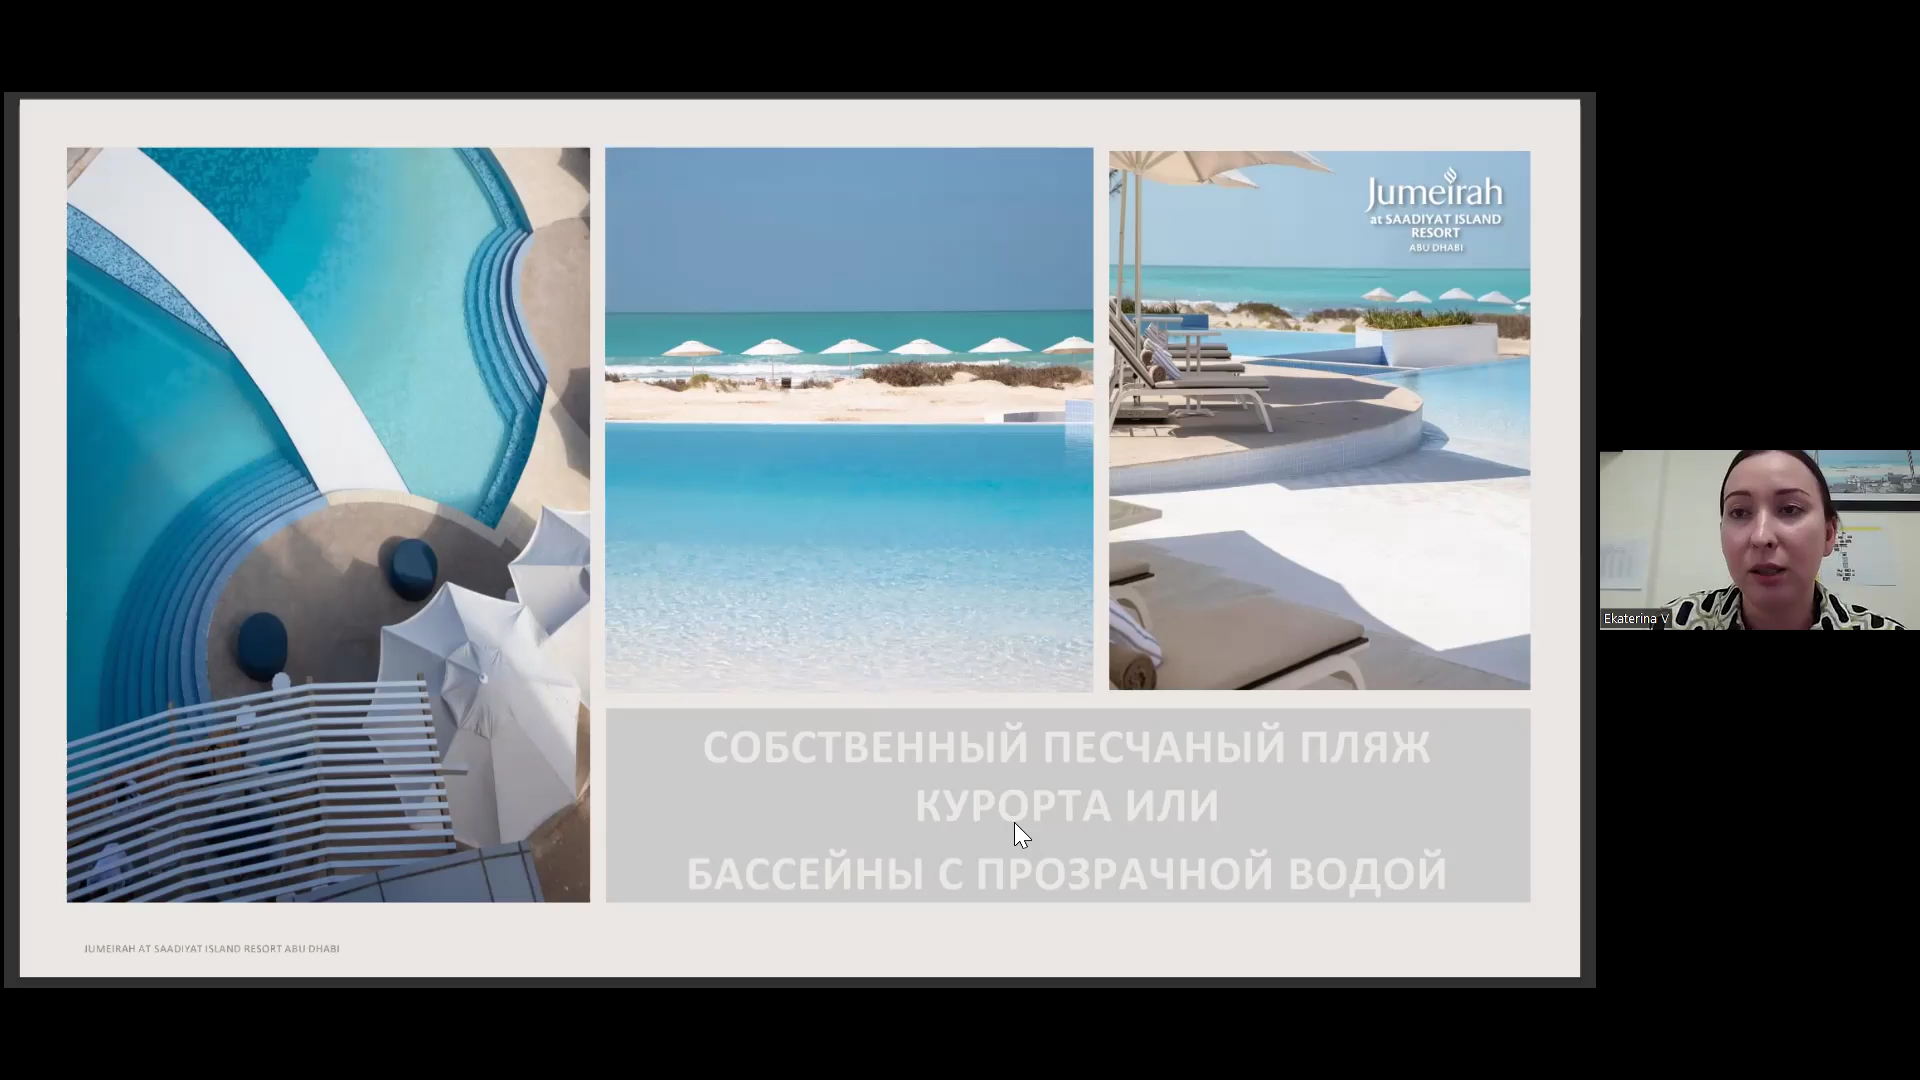 Jumeirah
at SAADIYAT ISLAND
RESORT
ABU DHABI
СОБСТВЕННЫЙ ПЕСЧАНЫЙ ПЛЯЖ
КУРОРТА ИЛИ
БАССЕЙНЫ С ПРОЗРАЧНОЙ ВОДОЙ
JUMEIRAH AT SAADIYAT ISLAND RESORT ABU DHABI
Ekaterina V